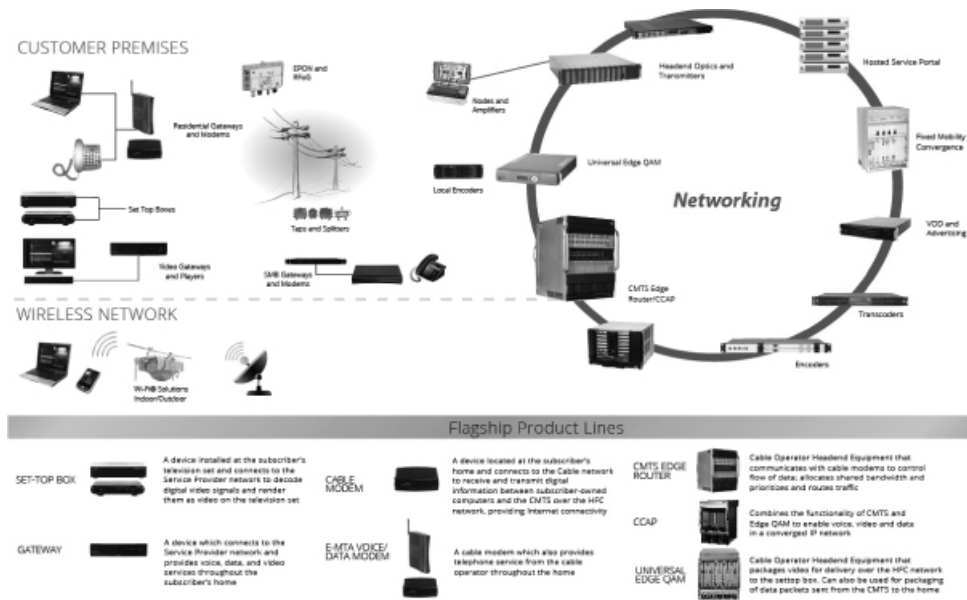 CUSTOMER PREMISES
Residential Gateways
and Modems
Set Top Boxes
Video Gateways
and Players
EPON and
RFoG
Taps and Splitters
SMB Gateways
and Modems
Nodes and
Amplifiers
Local Encoders
Headend Optics and
Transmitters
Universal Edge QAM
Networking
CMTS Edge
Router/CCAP
Hosted Service Portal
Fixed Mobility
Convergence
VOD and
Advertising
Transcoders
Encoders
WIRELESS NETWORK
Wi-Fi® Solutions
Indoor/Outdoor
Flagship Product Lines
SET-TOP BOX
A device installed at the subscriber's
television set and connects to the
Service Provider network to decode
digital video signals and render
them as video on the television set
GATEWAY
A device which connects to the
Service Provider network and
provides voice, data, and video
services throughout the
subscriber's home
CABLE
MODEM
A device located at the subscriber's
home and connects to the Cable network
to receive and transmit digital
information between subscriber-owned
computers and the CMTS over the HFC
network, providing Internet connectivity
E-MTA VOICE/
DATA MODEM
A cable modem which also provides
telephone service from the cable
operator throughout the home
CMTS EDGE
ROUTER
Cable Operator Headend Equipment that
communicates with cable modems to control
flow of data; allocates shared bandwidth and
prioritizes and routes traffic
CCAP
Combines the functionality of CMTS and
Edge QAM to enable voice, video and data
in a converged IP network
UNIVERSAL
EDGE QAM
Cable Operator Headend Equipment that
packages video for delivery over the HFC network
to the settop box. Can also be used for packaging
of data packets sent from the CMTS to the home